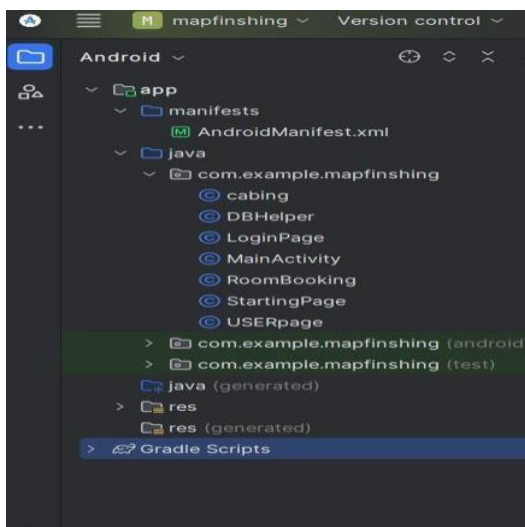 M mapfinshing Version control
Android
app
manifests
M AndroidManifest.xml
java
com.example.mapfinshing
C cabing
C DBHelper
C LoginPage
C MainActivity
C RoomBooking
C StartingPage
C USERpage
com.example.mapfinshing (android
com.example.mapfinshing (test)
java (generated)
res
res (generated)
Gradle Scripts